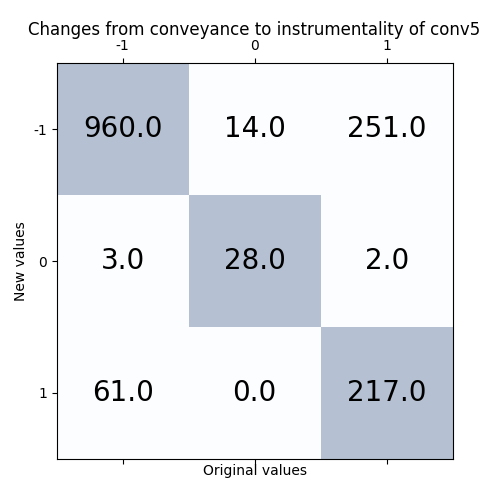 Changes from conveyance to instrumentality of conv5
-1 0 1
-1 960.0 14.0 251.0
0 3.0 28.0 2.0
1 61.0 0.0 217.0
New values
Original values